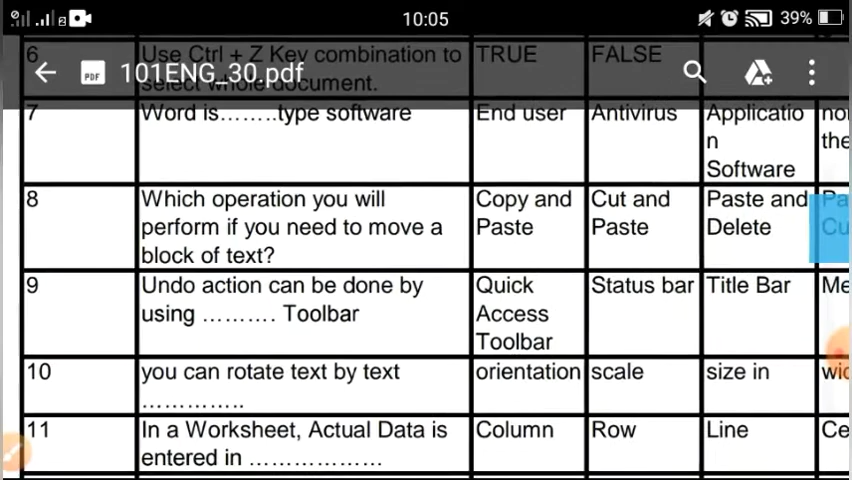 10:05
39%
6 Use Ctrl + Z Key combination to TRUE FALSE
select whole document.
101ENG_30.pdf
PDF
7 Word is........type software End user Antivirus Applicatio
n the
Software
8 Which operation you will Copy and Cut and Paste and
perform if you need to move a Paste Paste Delete
block of text?
9 Undo action can be done by Quick Status bar Title Bar
using .......... Toolbar Access
Toolbar
10 you can rotate text by text orientation scale size in
..............
11 In a Worksheet, Actual Data is Column Row Line
entered in ..................